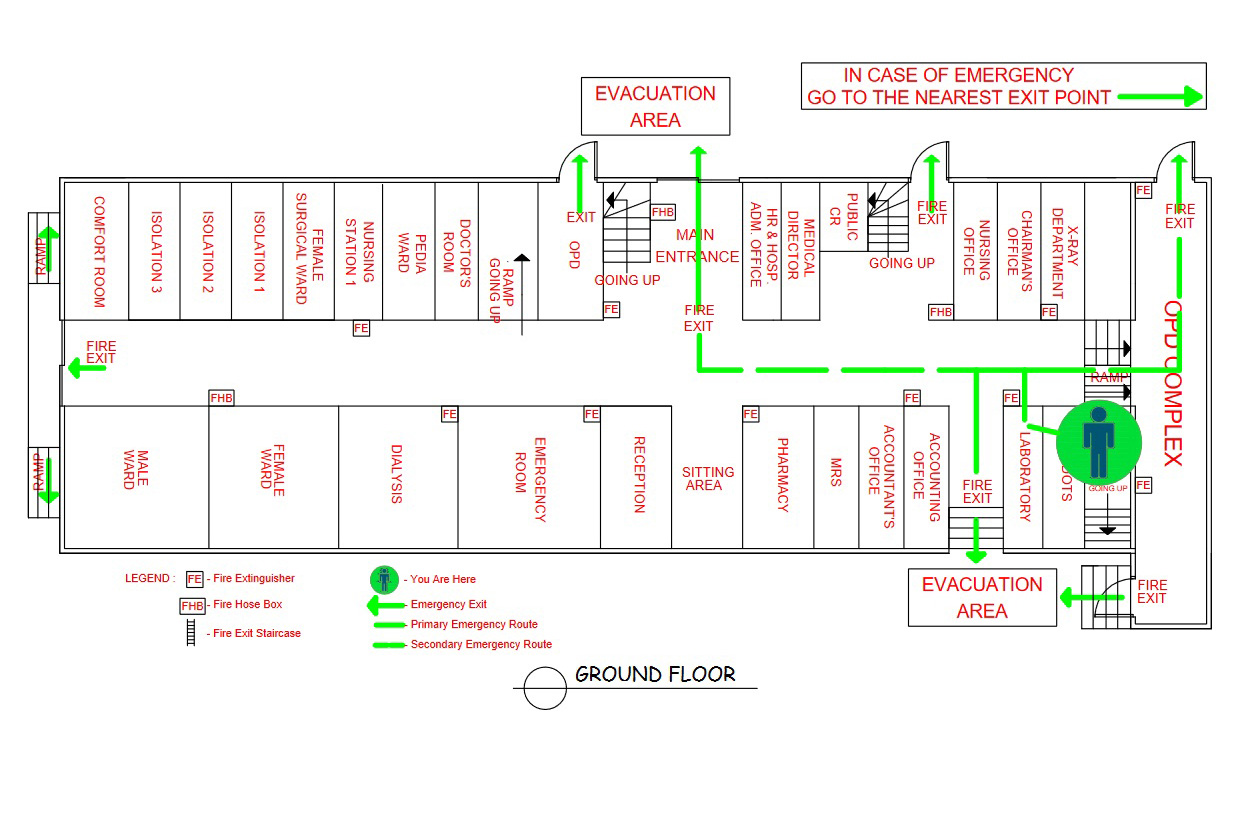 IN CASE OF EMERGENCY
GO TO THE NEAREST EXIT POINT
EVACUATION
AREA
COMFORT ROOM
ISOLATION 3
ISOLATION 2
ISOLATION 1
FEMALE
SURGICAL WARD
NURSING
STATION 1
PEDIA
WARD
DOCTOR'S
ROOM
RAMP
GOING UP
EXIT
OPD
GOING UP
FHB
MAIN
ENTRANCE
HR & HOSP.
ADM. OFFICE
MEDICAL
DIRECTOR
PUBLIC
CR
GOING UP
FIRE
EXIT
NURSING
OFFICE
CHAIRMAN'S
OFFICE
X-RAY
DEPARTMENT
FE
FIRE
EXIT
RAMP
FE
FE
FIRE
EXIT
FHB
FE
FIRE
EXIT
OPD COMPLEX
RAMP
FHB
FE
FE
FE
FE
FE
MALE
WARD
FEMALE
WARD
DIALYSIS
EMERGENCY
ROOM
RECEPTION
SITTING
AREA
PHARMACY
MRS
ACCOUNTANT'S
OFFICE
ACCOUNTING
OFFICE
FIRE
EXIT
LABORATORY
GOING UP
FE
RAMP
EVACUATION
AREA
FIRE
EXIT
LEGEND :
FE - Fire Extinguisher
FHB - Fire Hose Box
- Fire Exit Staircase
- You Are Here
- Emergency Exit
- Primary Emergency Route
- Secondary Emergency Route
GROUND FLOOR